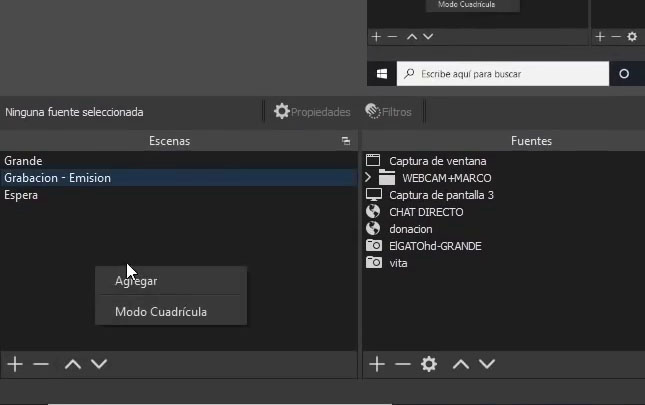 Modo Cuadrícula
Escribe aquí para buscar
Ninguna fuente seleccionada
Propiedades
Filtros
Escenas
Fuentes
Grande
Grabacion - Emision
Espera
Captura de ventana
WEBCAM+MARCO
Captura de pantalla 3
CHAT DIRECTO
donacion
ElGATOhd-GRANDE
vita
Agregar
Modo Cuadrícula